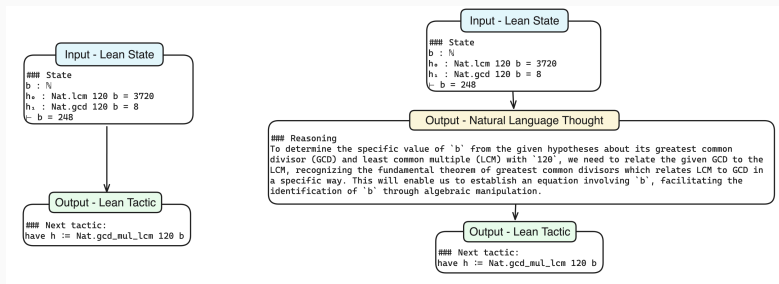 Input - Lean State
### State
b : ℕ
h₀ : Nat.lcm 120 b = 3720
h₁ : Nat.gcd 120 b = 8
⊢ b = 248
Output - Lean Tactic
### Next tactic:
have h := Nat.gcd_mul_lcm 120 b
Input - Lean State
### State
b : ℕ
h₀ : Nat.lcm 120 b = 3720
h₁ : Nat.gcd 120 b = 8
⊢ b = 248
Output - Natural Language Thought
### Reasoning
To determine the specific value of `b` from the given hypotheses about its greatest common
divisor (GCD) and least common multiple (LCM) with `120`, we need to relate the given GCD to the
LCM, recognizing the fundamental theorem of greatest common divisors which relates LCM to GCD in
a specific way. This will enable us to establish an equation involving `b`, facilitating the
identification of `b` through algebraic manipulation.
Output - Lean Tactic
### Next tactic:
have h := Nat.gcd_mul_lcm 120 b